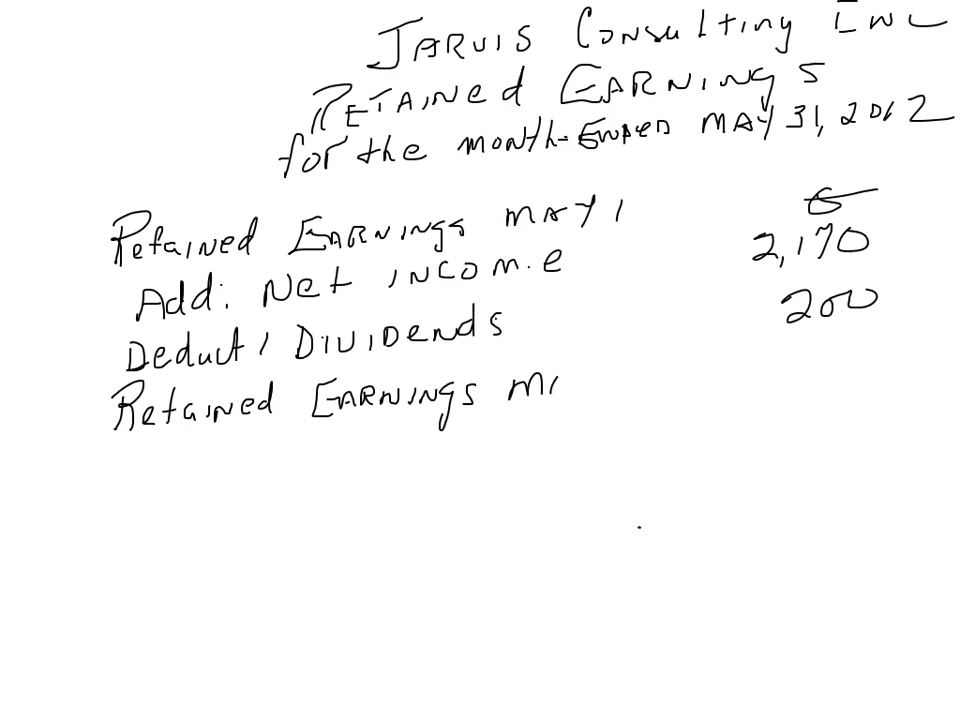 JARVIS Consulting INC
RETAINED EARNINGS
for the month-ENDED MAY 31, 2012
Retained EARNINGS MAY 1 0
Add: Net INCOME 2,170
Deduct: DIVIDENDS 200
Retained EARNINGS MA